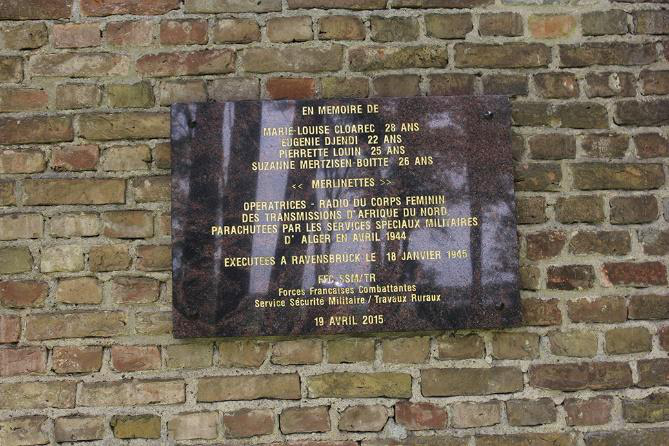 EN MEMOIRE DE
MARIE-LOUISE CLOAREC 28 ANS
EUGENIE DJENDI 22 ANS
PIERRETTE LOUIN 25 ANS
SUZANNE MERTZISEN-BOITTE 26 ANS
<< MERLINETTES >>
OPERATRICES - RADIO DU CORPS FEMININ
DES TRANSMISSIONS D'AFRIQUE DU NORD
PARACHUTEES PAR LES SERVICES SPECIAUX MILITAIRES
D' ALGER EN AVRIL 1944
EXECUTEES A RAVENSBRUCK LE 18 JANVIER 1945
FFC SSM/TR
Forces Françaises Combattantes
Service Sécurité Militaire / Travaux Ruraux
19 AVRIL 2015